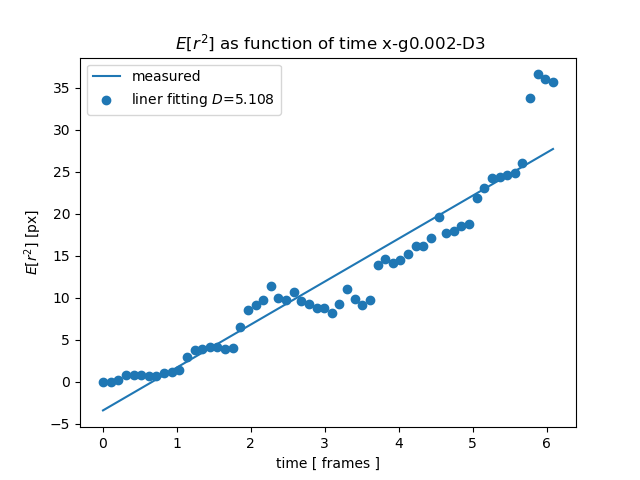 E[r²] as function of time x-g0.002-D3
measured
liner fitting D=5.108
35
30
25
20
15
10
5
0
−5
E[r²] [px]
0 1 2 3 4 5 6
time [ frames ]